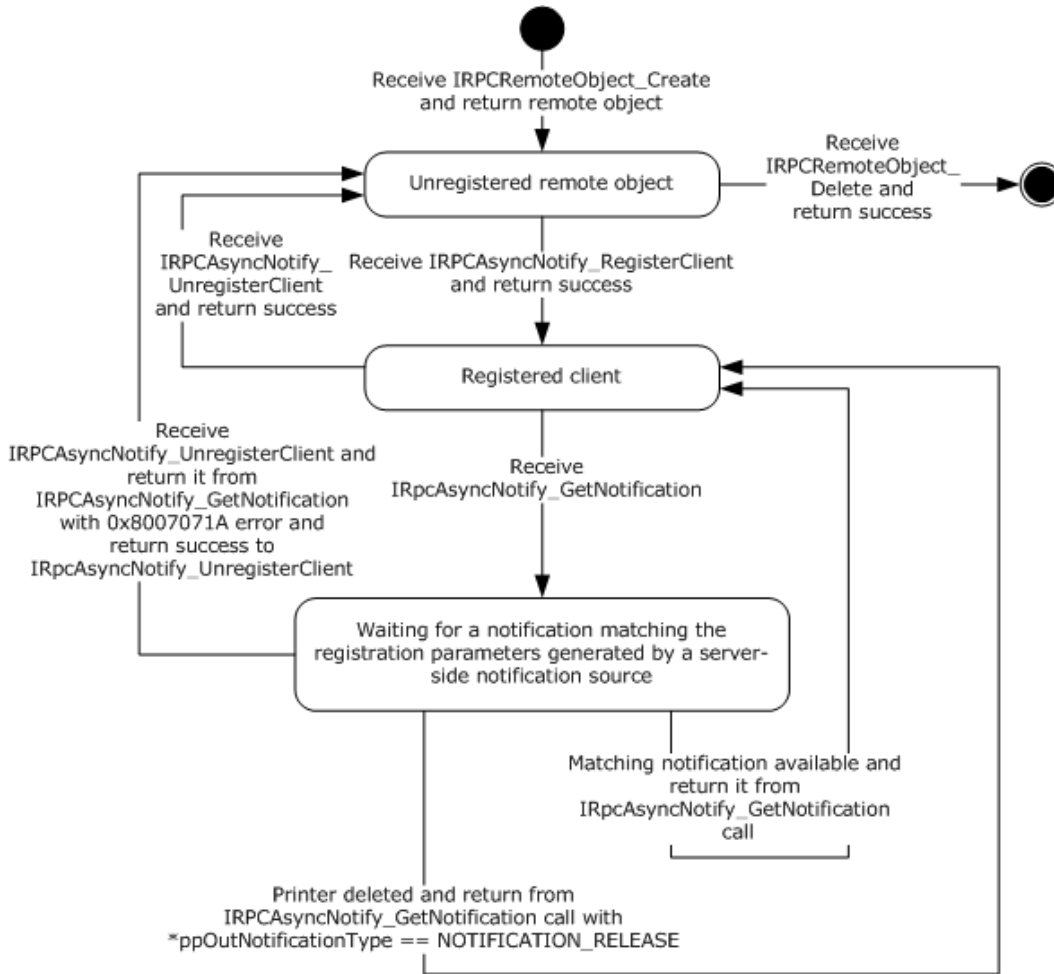 Receive IRPCRemoteObject_Create
and return remote object
Unregistered remote object
Receive
IRPCRemoteObject_
Delete and
return success
Receive
IRPCAsyncNotify_
UnregisterClient
and return success
Receive IRPCAsyncNotify_RegisterClient
and return success
Registered client
Receive
IRPCAsyncNotify_UnregisterClient and
return it from
IRPCAsyncNotify_GetNotification
with 0x8007071A error and
return success to
IRpcAsyncNotify_UnregisterClient
Receive
IRpcAsyncNotify_GetNotification
Waiting for a notification matching the
registration parameters generated by a server-
side notification source
Matching notification available and
return it from
IRpcAsyncNotify_GetNotification
call
Printer deleted and return from
IRPCAsyncNotify_GetNotification call with
*ppOutNotificationType == NOTIFICATION_RELEASE